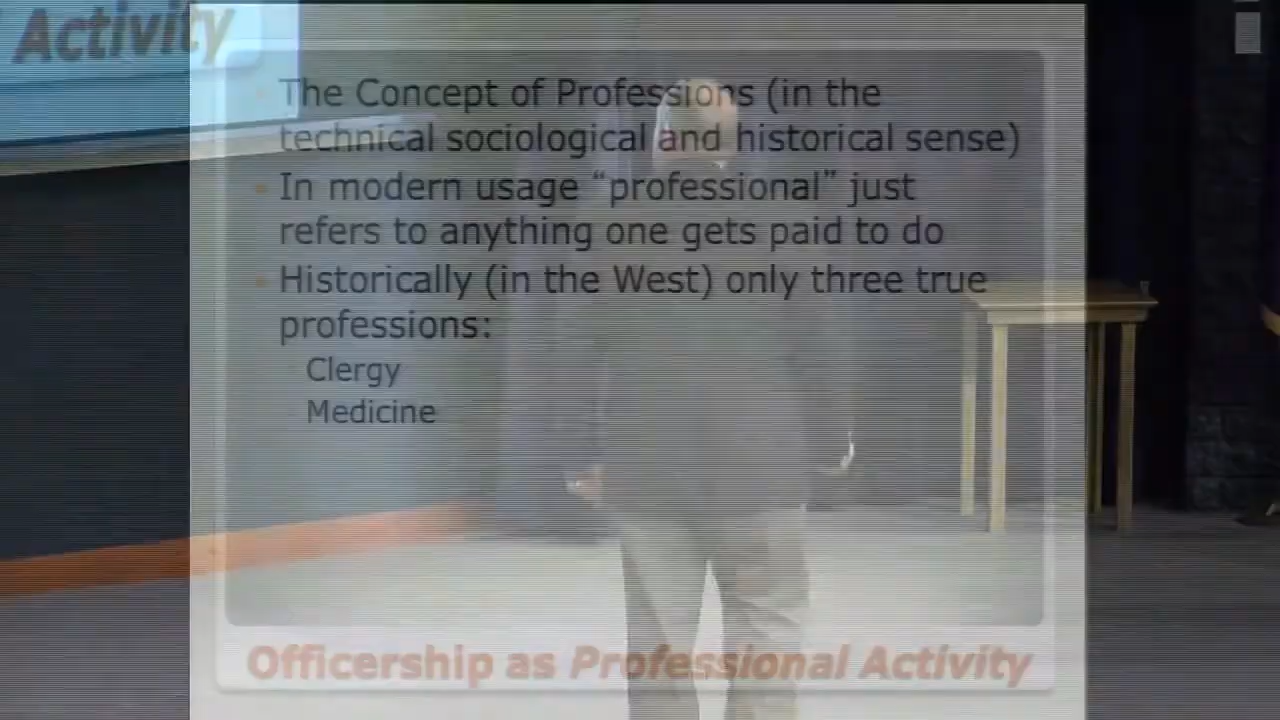 Activity
The Concept of Professions (in the
technical sociological and historical sense)
In modern usage “professional” just
refers to anything one gets paid to do
Historically (in the West) only three true
professions:
Clergy
Medicine
Officership as Professional Activity